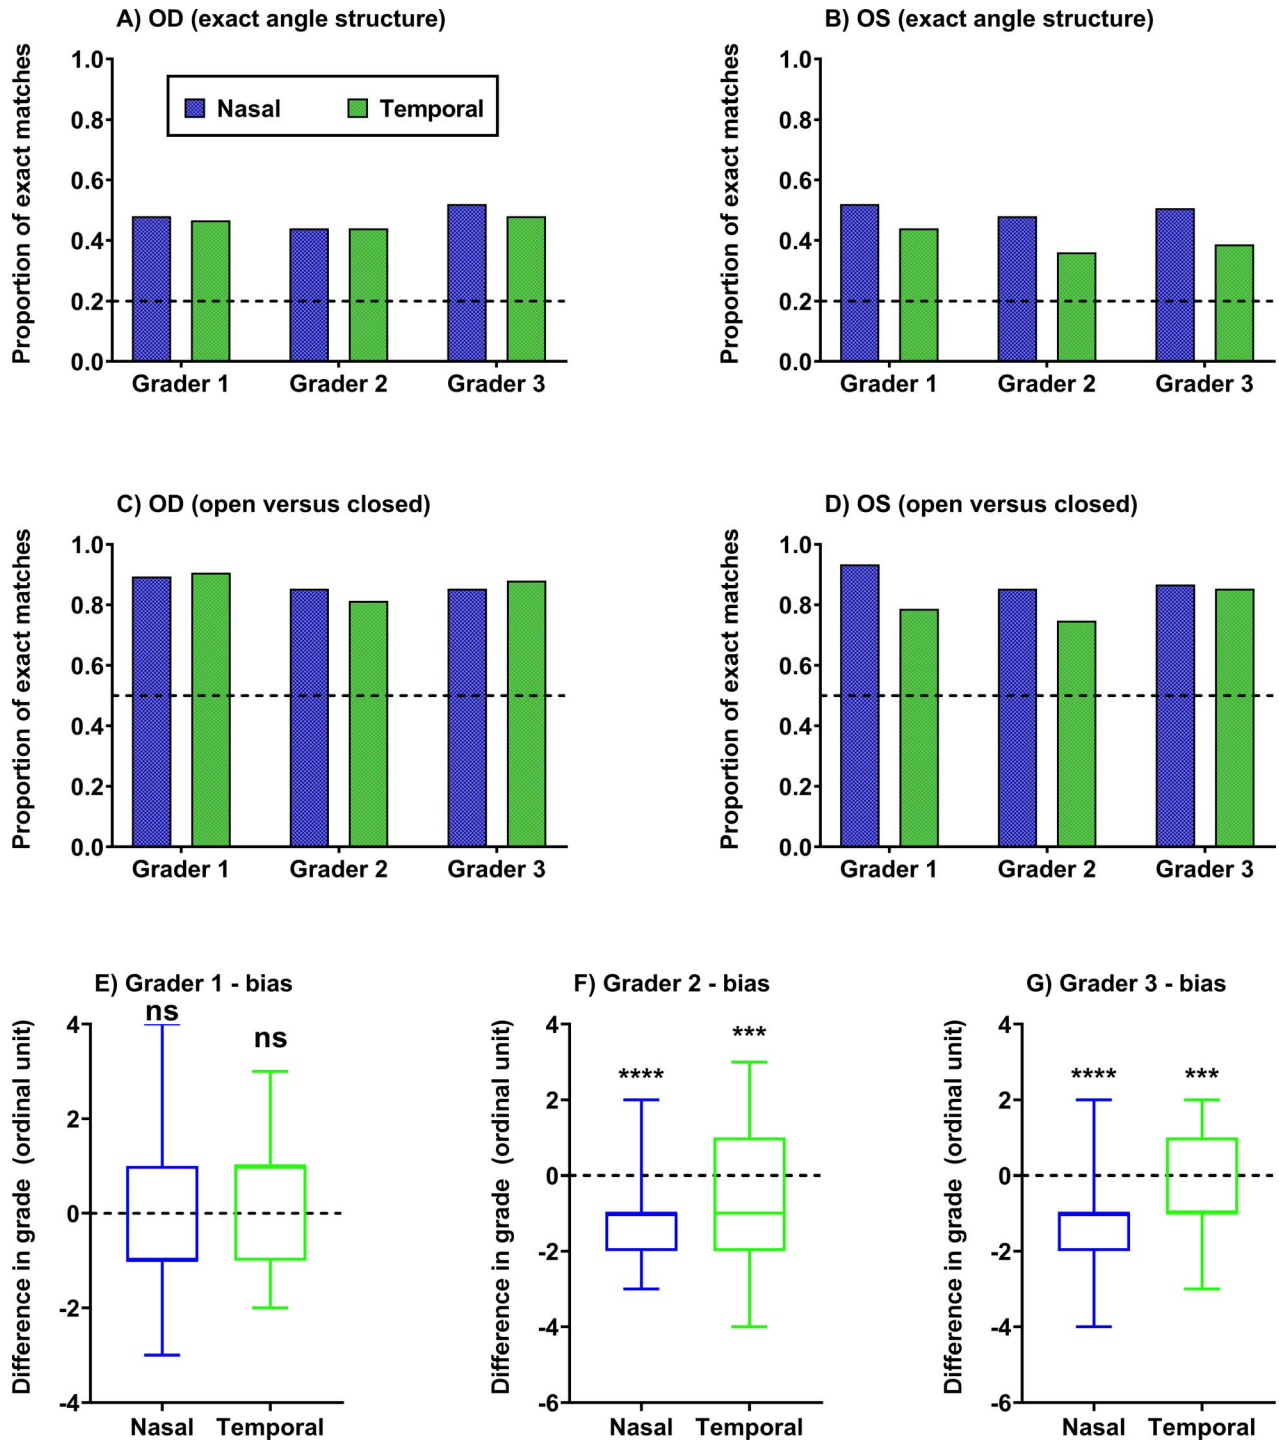 A) OD (exact angle structure)
Proportion of exact matches
1.0
0.8
0.6
0.4
0.2
0.0
Nasal
Temporal
Grader 1
Grader 2
Grader 3
B) OS (exact angle structure)
Proportion of exact matches
1.0
0.8
0.6
0.4
0.2
0.0
Grader 1
Grader 2
Grader 3
C) OD (open versus closed)
Proportion of exact matches
1.0
0.8
0.6
0.4
0.2
0.0
Grader 1
Grader 2
Grader 3
D) OS (open versus closed)
Proportion of exact matches
1.0
0.8
0.6
0.4
0.2
0.0
Grader 1
Grader 2
Grader 3
E) Grader 1 - bias
Difference in grade (ordinal unit)
4
2
0
-2
-4
ns
ns
Nasal
Temporal
F) Grader 2 - bias
Difference in grade (ordinal unit)
4
2
0
-2
-4
-6
****
***
Nasal
Temporal
G) Grader 3 - bias
Difference in grade (ordinal unit)
4
2
0
-2
-4
-6
****
***
Nasal
Temporal